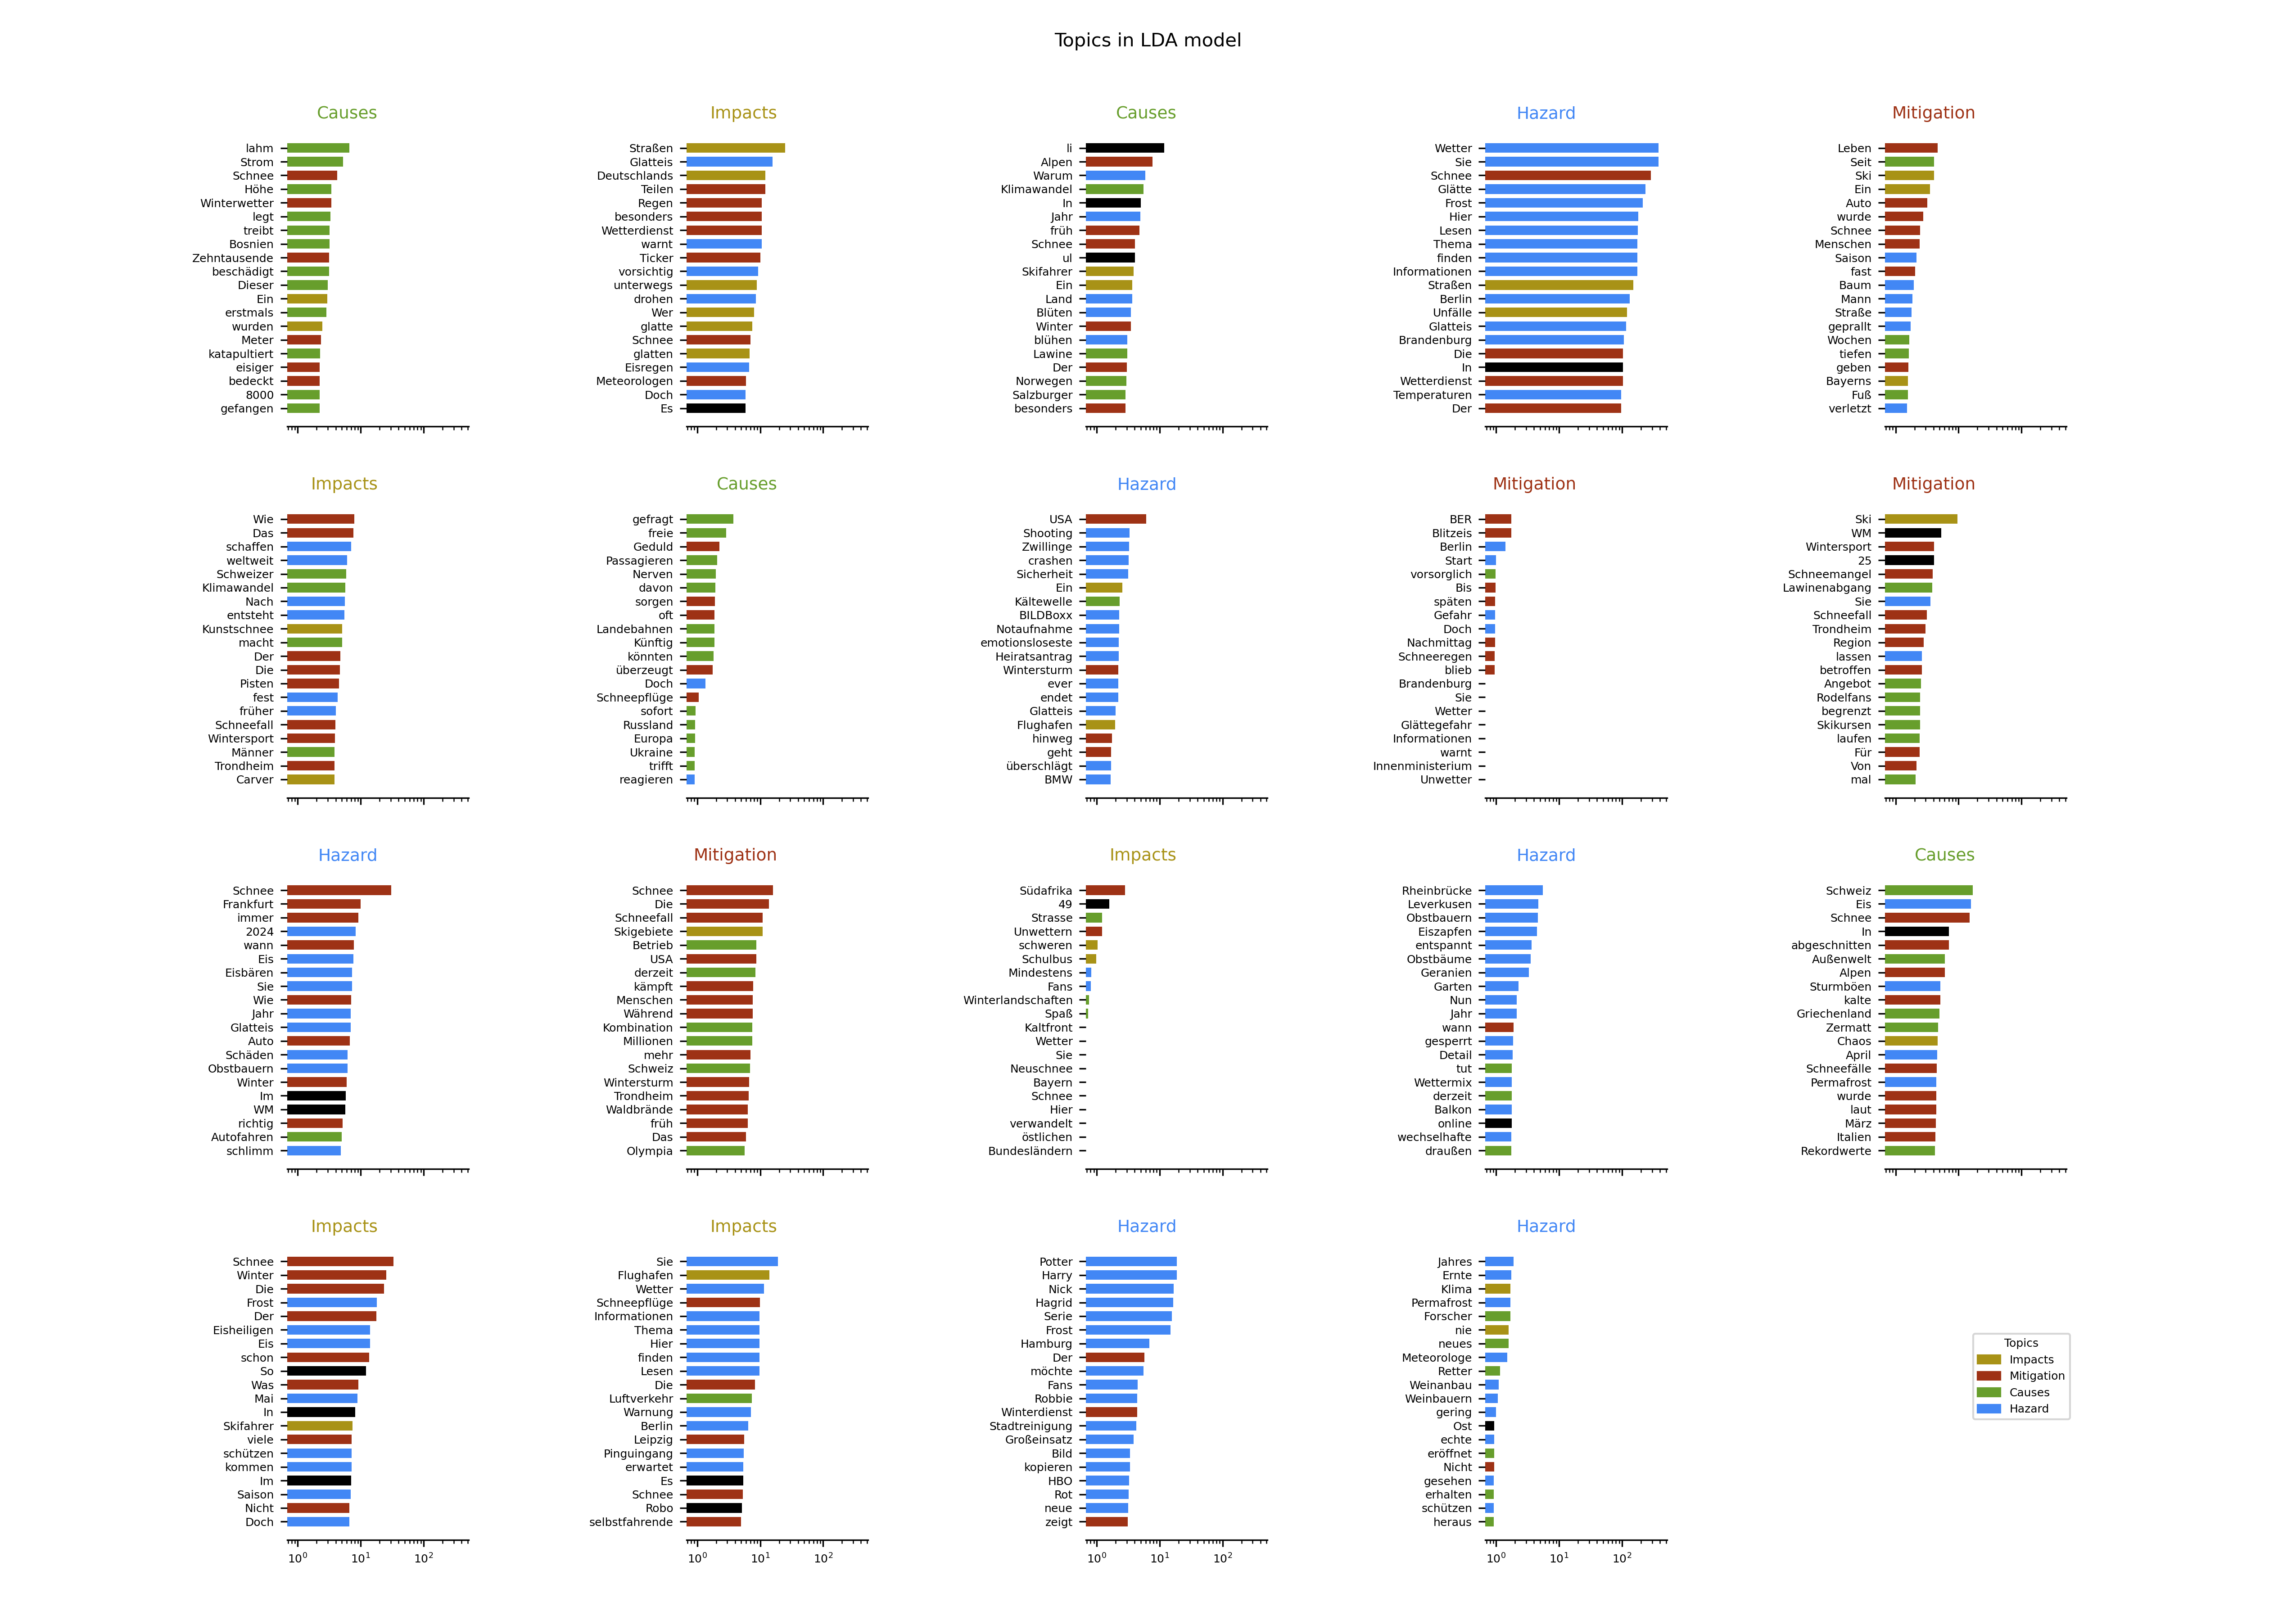 Topics in LDA model
Causes
lahm
Strom
Schnee
Höhe
Winterwetter
legt
treibt
Bosnien
Zehntausende
beschädigt
Dieser
Ein
erstmals
wurden
Meter
katapultiert
eisiger
bedeckt
8000
gefangen
Impacts
Straßen
Glatteis
Deutschlands
Teilen
Regen
besonders
Wetterdienst
warnt
Ticker
vorsichtig
unterwegs
drohen
Wer
glatte
Schnee
glatten
Eisregen
Meteorologen
Doch
Es
Causes
li
Alpen
Warum
Klimawandel
In
Jahr
früh
Schnee
ul
Skifahrer
Ein
Land
Blüten
Winter
blühen
Lawine
Der
Norwegen
Salzburger
besonders
Hazard
Wetter
Sie
Schnee
Glätte
Frost
Hier
Lesen
Thema
finden
Informationen
Straßen
Berlin
Unfälle
Glatteis
Brandenburg
Die
In
Wetterdienst
Temperaturen
Der
Mitigation
Leben
Seit
Ski
Ein
Auto
wurde
Schnee
Menschen
Saison
fast
Baum
Mann
Straße
geprallt
Wochen
tiefen
geben
Bayerns
Fuß
verletzt
Impacts
Wie
Das
schaffen
weltweit
Schweizer
Klimawandel
Nach
entsteht
Kunstschnee
macht
Der
Die
Pisten
fest
früher
Schneefall
Wintersport
Männer
Trondheim
Carver
Causes
gefragt
freie
Geduld
Passagieren
Nerven
davon
sorgen
oft
Landebahnen
Künftig
könnten
überzeugt
Doch
Schneepflüge
sofort
Russland
Europa
Ukraine
trifft
reagieren
Hazard
USA
Shooting
Zwillinge
crashen
Sicherheit
Ein
Kältewelle
BILDBoxx
Notaufnahme
emotionsloseste
Heiratsantrag
Wintersturm
ever
endet
Glatteis
Flughafen
hinweg
geht
überschlägt
BMW
Mitigation
BER
Blitzeis
Berlin
Start
vorsorglich
Bis
späten
Gefahr
Doch
Nachmittag
Schneeregen
blieb
Brandenburg
Sie
Wetter
Glättegefahr
Informationen
warnt
Innenministerium
Unwetter
Mitigation
Ski
WM
Wintersport
25
Schneemangel
Lawinenabgang
Sie
Schneefall
Trondheim
Region
lassen
betroffen
Angebot
Rodelfans
begrenzt
Skikursen
laufen
Für
Von
mal
Hazard
Schnee
Frankfurt
immer
2024
wann
Eis
Eisbären
Sie
Wie
Jahr
Glatteis
Auto
Schäden
Obstbauern
Winter
Im
WM
richtig
Autofahren
schlimm
Mitigation
Schnee
Die
Schneefall
Skigebiete
Betrieb
USA
derzeit
kämpft
Menschen
Während
Kombination
Millionen
mehr
Schweiz
Wintersturm
Trondheim
Waldbrände
früh
Das
Olympia
Impacts
Südafrika
49
Strasse
Unwettern
schweren
Schulbus
Mindestens
Fans
Winterlandschaften
Spaß
Kaltfront
Wetter
Sie
Neuschnee
Bayern
Schnee
Hier
verwandelt
östlichen
Bundesländern
Hazard
Rheinbrücke
Leverkusen
Obstbauern
Eiszapfen
entspannt
Obstbäume
Geranien
Garten
Nun
Jahr
wann
gesperrt
Detail
tut
Wettermix
derzeit
Balkon
online
wechselhafte
draußen
Causes
Schweiz
Eis
Schnee
In
abgeschnitten
Außenwelt
Alpen
Sturmböen
kalte
Griechenland
Zermatt
Chaos
April
Schneefälle
Permafrost
wurde
laut
März
Italien
Rekordwerte
Impacts
Schnee
Winter
Die
Frost
Der
Eisheiligen
Eis
schon
So
Was
Mai
In
Skifahrer
viele
schützen
kommen
Im
Saison
Nicht
Doch
10⁰ 10¹ 10²
Impacts
Sie
Flughafen
Wetter
Schneepflüge
Informationen
Thema
Hier
finden
Lesen
Die
Luftverkehr
Warnung
Berlin
Leipzig
Pinguingang
erwartet
Es
Schnee
Robo
selbstfahrende
10⁰ 10¹ 10²
Hazard
Potter
Harry
Nick
Hagrid
Serie
Frost
Hamburg
Der
möchte
Fans
Robbie
Winterdienst
Stadtreinigung
Großeinsatz
Bild
kopieren
HBO
Rot
neue
zeigt
10⁰ 10¹ 10²
Hazard
Jahres
Ernte
Klima
Permafrost
Forscher
nie
neues
Meteorologe
Retter
Weinanbau
Weinbauern
gering
Ost
echte
eröffnet
Nicht
gesehen
erhalten
schützen
heraus
10⁰ 10¹ 10²
Topics
Impacts
Mitigation
Causes
Hazard